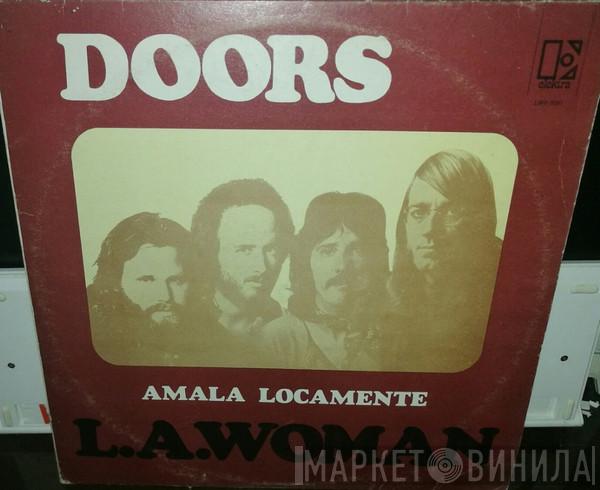 DOORS
elektra
AMALA LOCAMENTE
L.A.WOMAN
МАРКЕТ ВИНИЛА